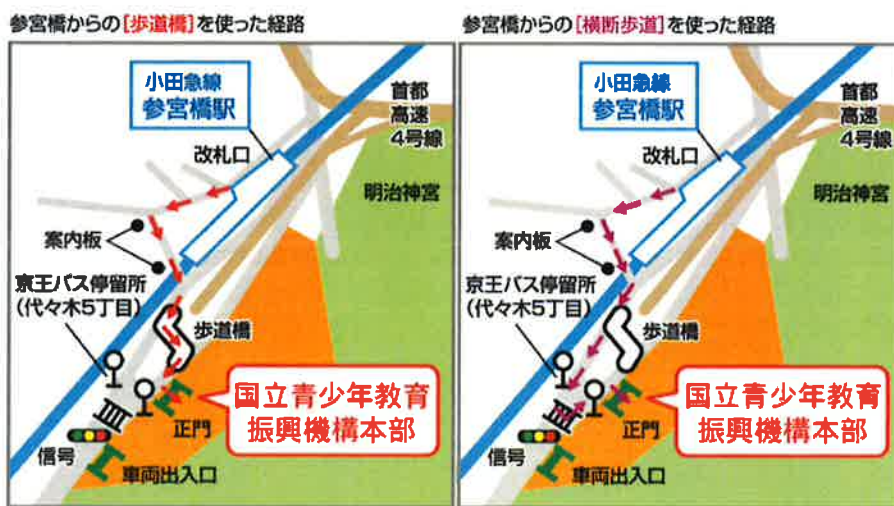 参宮橋からの[歩道橋]を使った経路
小田急線
参宮橋駅
首都
高速
4号線
改札口
明治神宮
案内板
京王バス停留所
(代々木5丁目)
歩道橋
国立青少年教育
振興機構本部
正門
信号
車両出入口
参宮橋からの[横断歩道]を使った経路
小田急線
参宮橋駅
首都
高速
4号線
改札口
明治神宮
案内板
京王バス停留所
(代々木5丁目)
歩道橋
国立青少年教育
振興機構本部
正門
信号
車両出入口